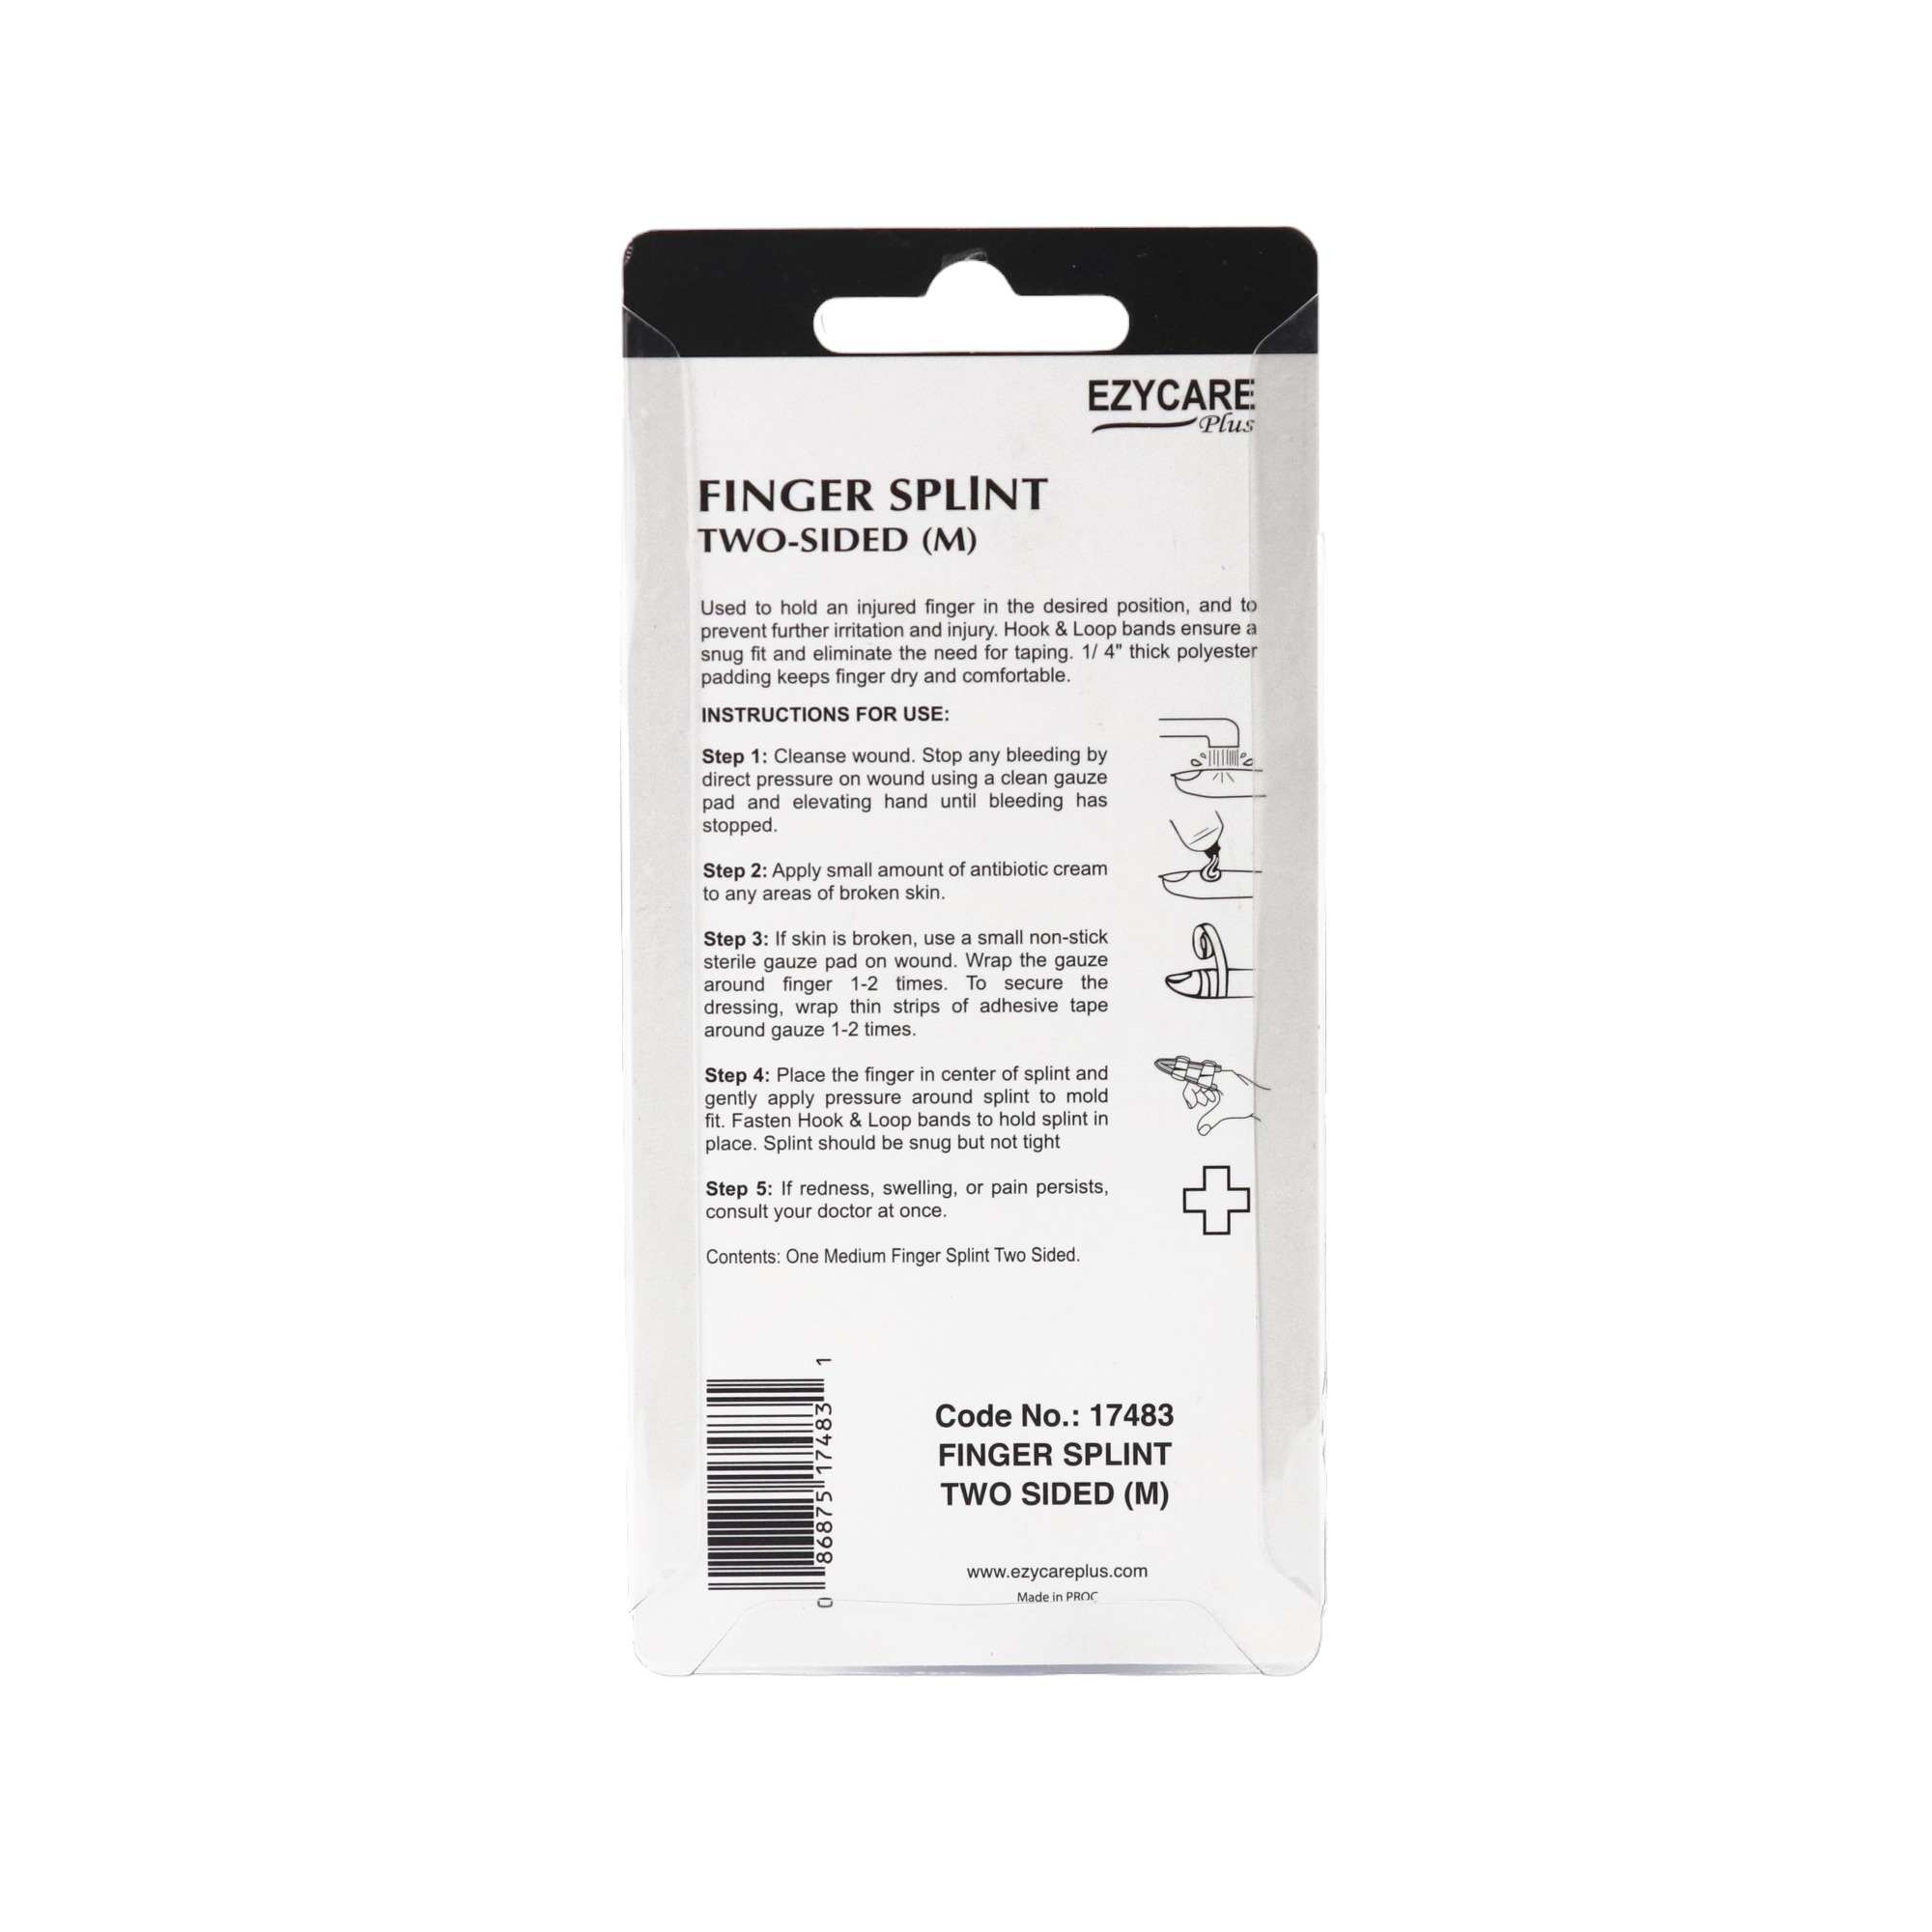 EZYCARE
Plus
FINGER SPLINT
TWO-SIDED (M)
Used to hold an injured finger in the desired position, and to
prevent further irritation and injury. Hook & Loop bands ensure a
snug fit and eliminate the need for taping. 1/ 4" thick polyester
padding keeps finger dry and comfortable.
INSTRUCTIONS FOR USE:
Step 1: Cleanse wound. Stop any bleeding by
direct pressure on wound using a clean gauze
pad and elevating hand until bleeding has
stopped.
Step 2: Apply small amount of antibiotic cream
to any areas of broken skin.
Step 3: If skin is broken, use a small non-stick
sterile gauze pad on wound. Wrap the gauze
around finger 1-2 times. To secure the
dressing, wrap thin strips of adhesive tape
around gauze 1-2 times.
Step 4: Place the finger in center of splint and
gently apply pressure around splint to mold
fit. Fasten Hook & Loop bands to hold splint in
place. Splint should be snug but not tight
Step 5: If redness, swelling, or pain persists,
consult your doctor at once.
Contents: One Medium Finger Splint Two Sided.
0 86875 17483 1
Code No.: 17483
FINGER SPLINT
TWO SIDED (M)
www.ezycareplus.com
Made in PROC